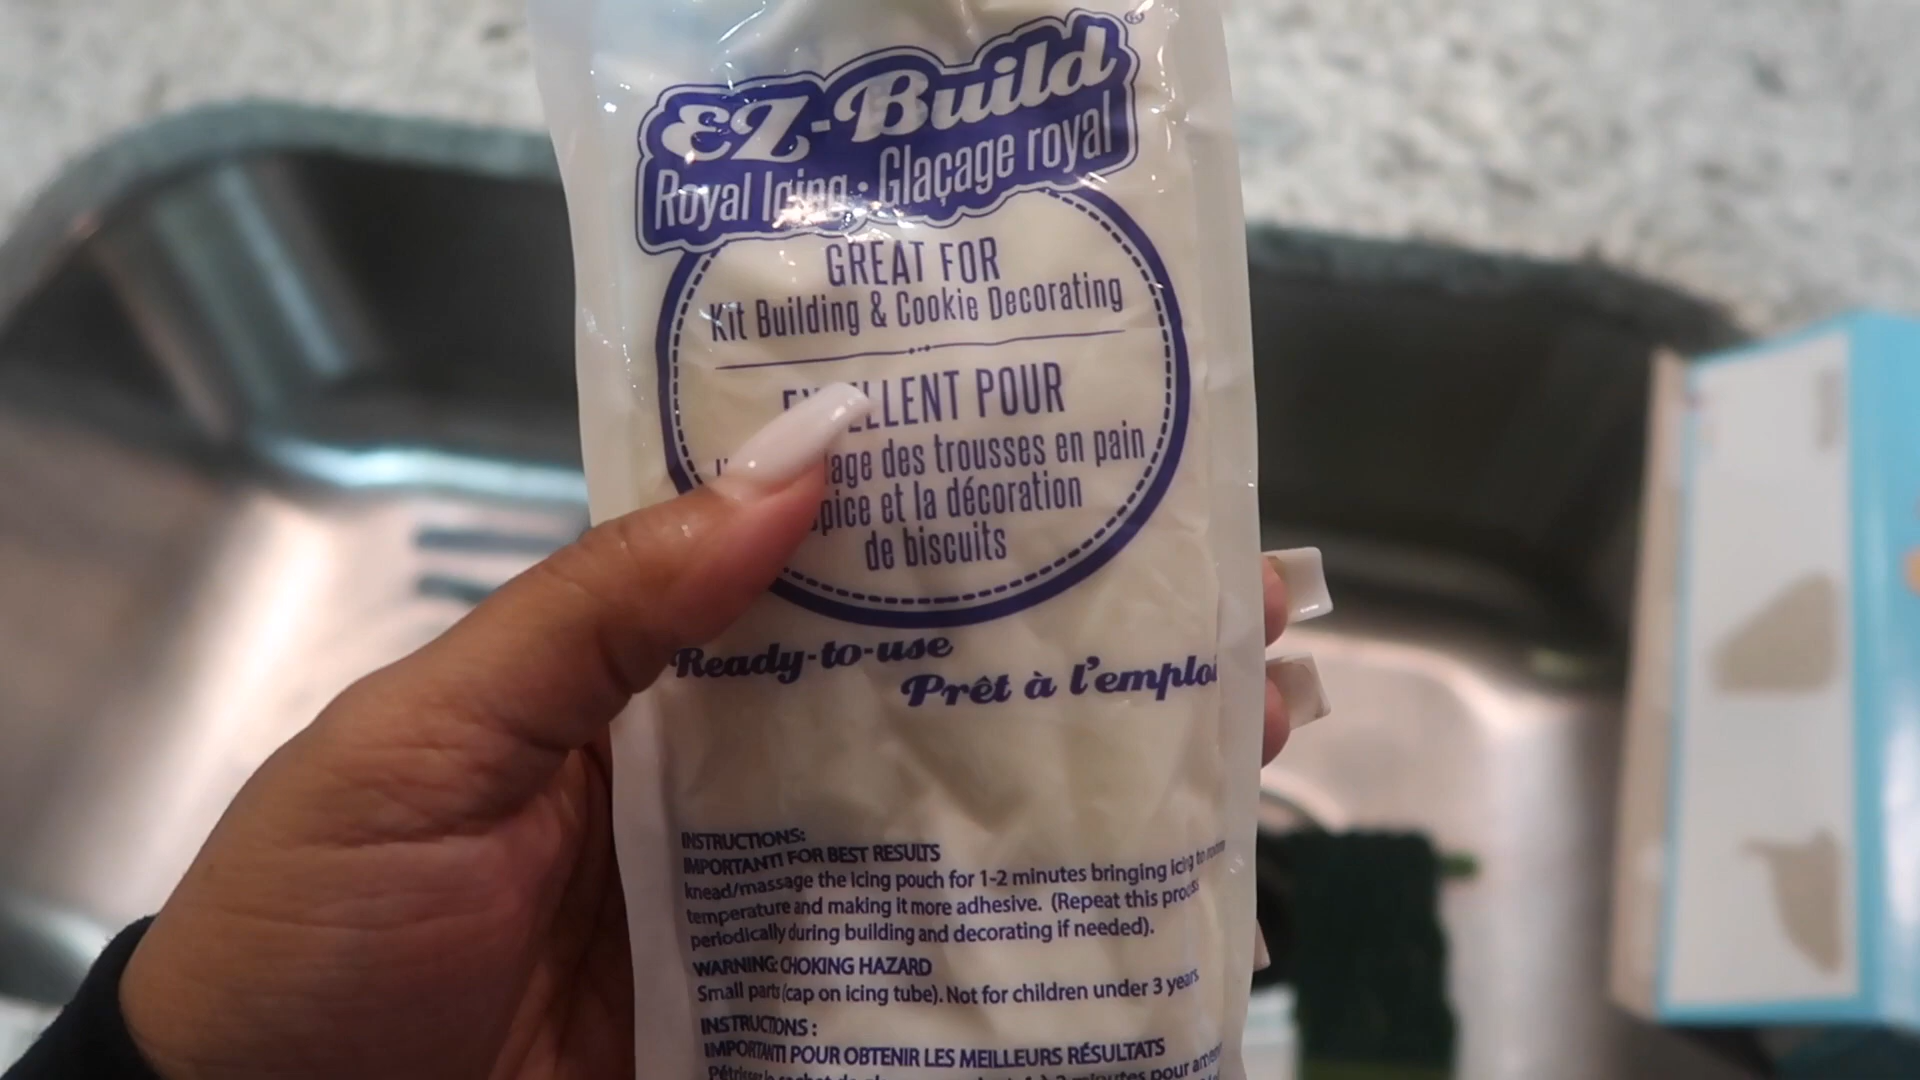 EZ-Build®
Royal Icing • Glaçage royal
GREAT FOR
Kit Building & Cookie Decorating
POUR
des trousses en pain
et la décoration
de biscuits
Ready-to-use
Prêt à l'emploi
INSTRUCTIONS:
IMPORTANT! FOR BEST RESULTS
knead/massage the icing pouch for 1-2 minutes bringing icing to
temperature and making it more adhesive. (Repeat this process
periodically during building and decorating if needed).
WARNING: CHOKING HAZARD
Small parts (cap on icing tube). Not for children under 3 years
INSTRUCTIONS :
IMPORTANT! POUR OBTENIR LES MEILLEURS RÉSULTATS
minutes pour